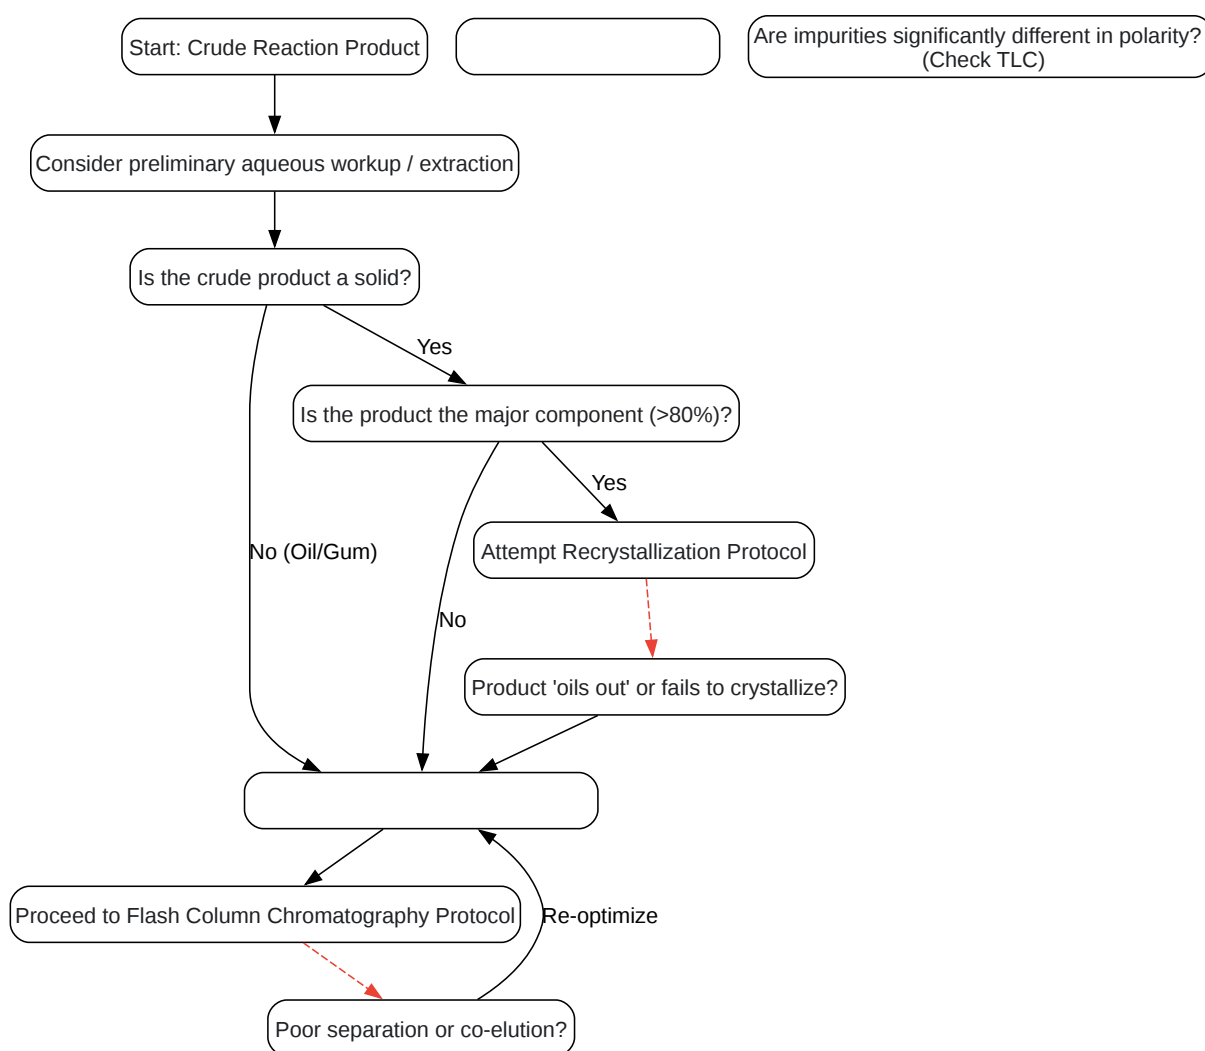 Start: Crude Reaction Product
Are impurities significantly different in polarity?
(Check TLC)
Consider preliminary aqueous workup / extraction
Is the crude product a solid?
Yes
Is the product the major component (>80%)?
Yes
Attempt Recrystallization Protocol
No (Oil/Gum)
No
Product 'oils out' or fails to crystallize?
Proceed to Flash Column Chromatography Protocol
Re-optimize
Poor separation or co-elution?